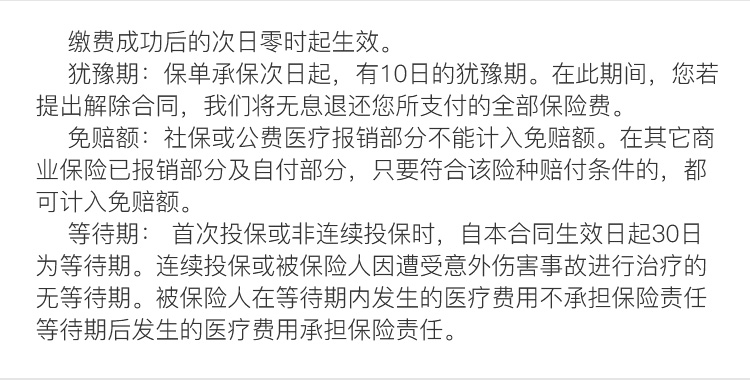 缴费成功后的次日零时起生效。
犹豫期：保单承保次日起，有10日的犹豫期。在此期间，您若
提出解除合同，我们将无息退还您所支付的全部保险费。
免赔额：社保或公费医疗报销部分不能计入免赔额。在其它商
业保险已报销部分及自付部分，只要符合该险种赔付条件的，都
可计入免赔额。
等待期： 首次投保或非连续投保时，自本合同生效日起30日
为等待期。连续投保或被保险人因遭受意外伤害事故进行治疗的
无等待期。被保险人在等待期内发生的医疗费用不承担保险责任
等待期后发生的医疗费用承担保险责任。